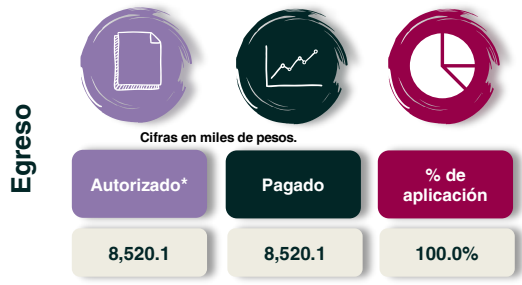 Egreso
Cifras en miles de pesos.
Autorizado*
Pagado
% de
aplicación
8,520.1
8,520.1
100.0%